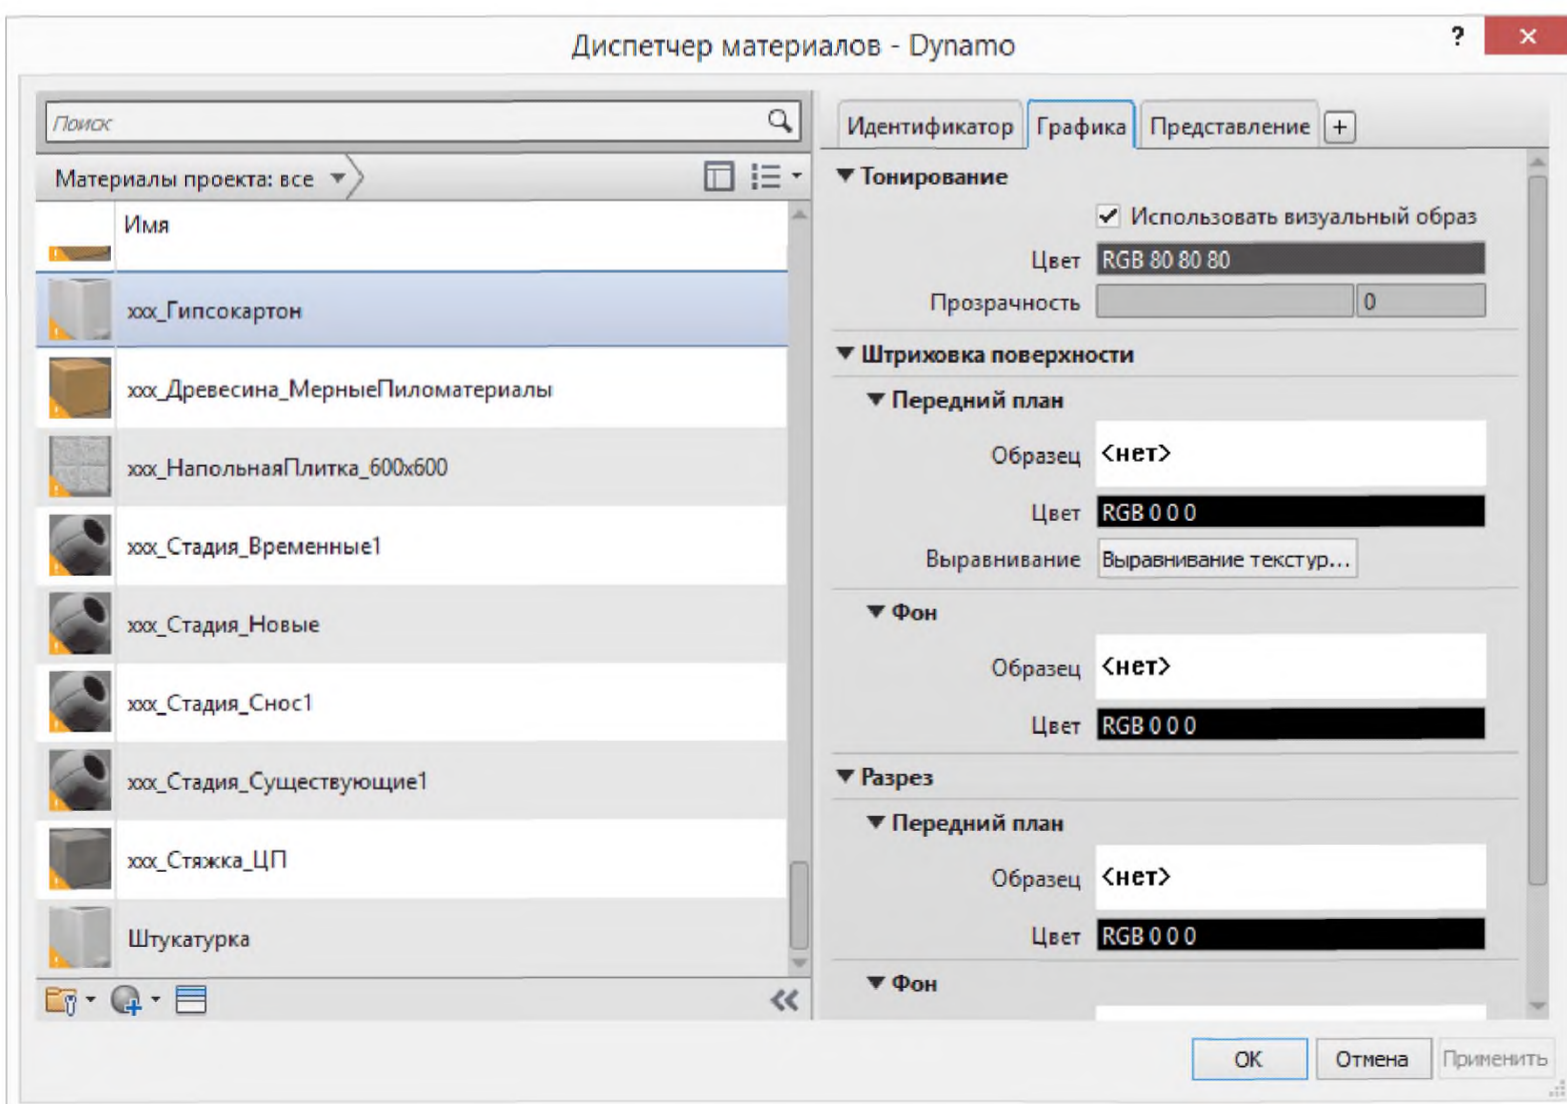 Диспетчер материалов - Dynamo
?
Поиск
Материалы проекта: все
Имя
xxx_Гипсокартон
xxx_Древесина_МерныеПиломатериалы
xxx_НапольнаяПлитка_600x600
xxx_Стадия_Временные1
xxx_Стадия_Новые
xxx_Стадия_Снос1
xxx_Стадия_Существующие1
xxx_Стяжка_ЦП
Штукатурка
Идентификатор Графика Представление +
Тонирование
Использовать визуальный образ
Цвет RGB 80 80 80
Прозрачность 0
Штриховка поверхности
Передний план
Образец <нет>
Цвет RGB 0 0 0
Выравнивание Выравнивание текстур...
Фон
Образец <нет>
Цвет RGB 0 0 0
Разрез
Передний план
Образец <нет>
Цвет RGB 0 0 0
Фон
ОК Отмена Применить